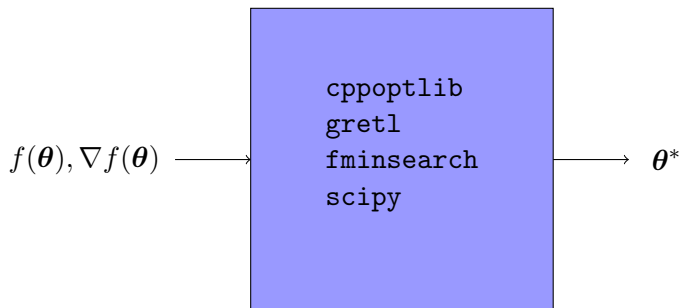 cppoptlib
gretl
f(𝜽), ∇f(𝜽)
fminsearch
𝜽*
scipy